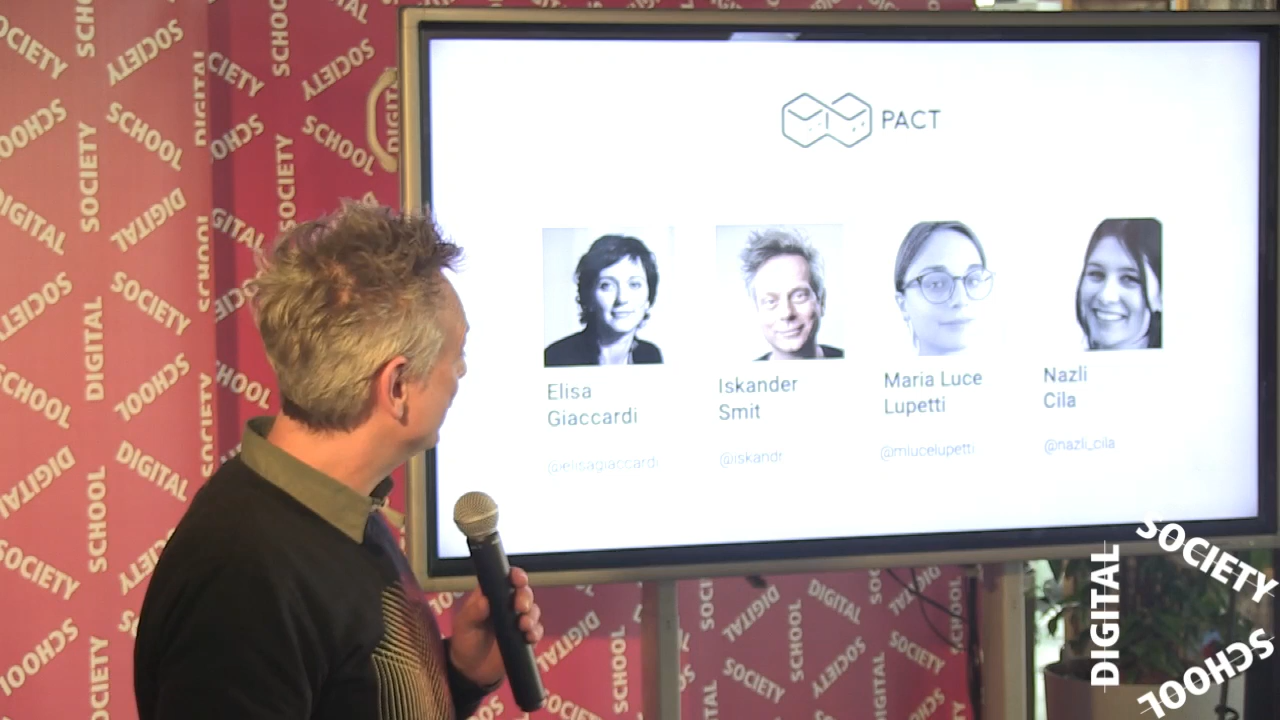 PACT
Elisa
Giaccardi
@elisagiaccardi
Iskander
Smit
@iskandr
Maria Luce
Lupetti
@mlucelupetti
Nazli
Cila
@nazli_cila
DIGITAL
SOCIETY
SCHOOL